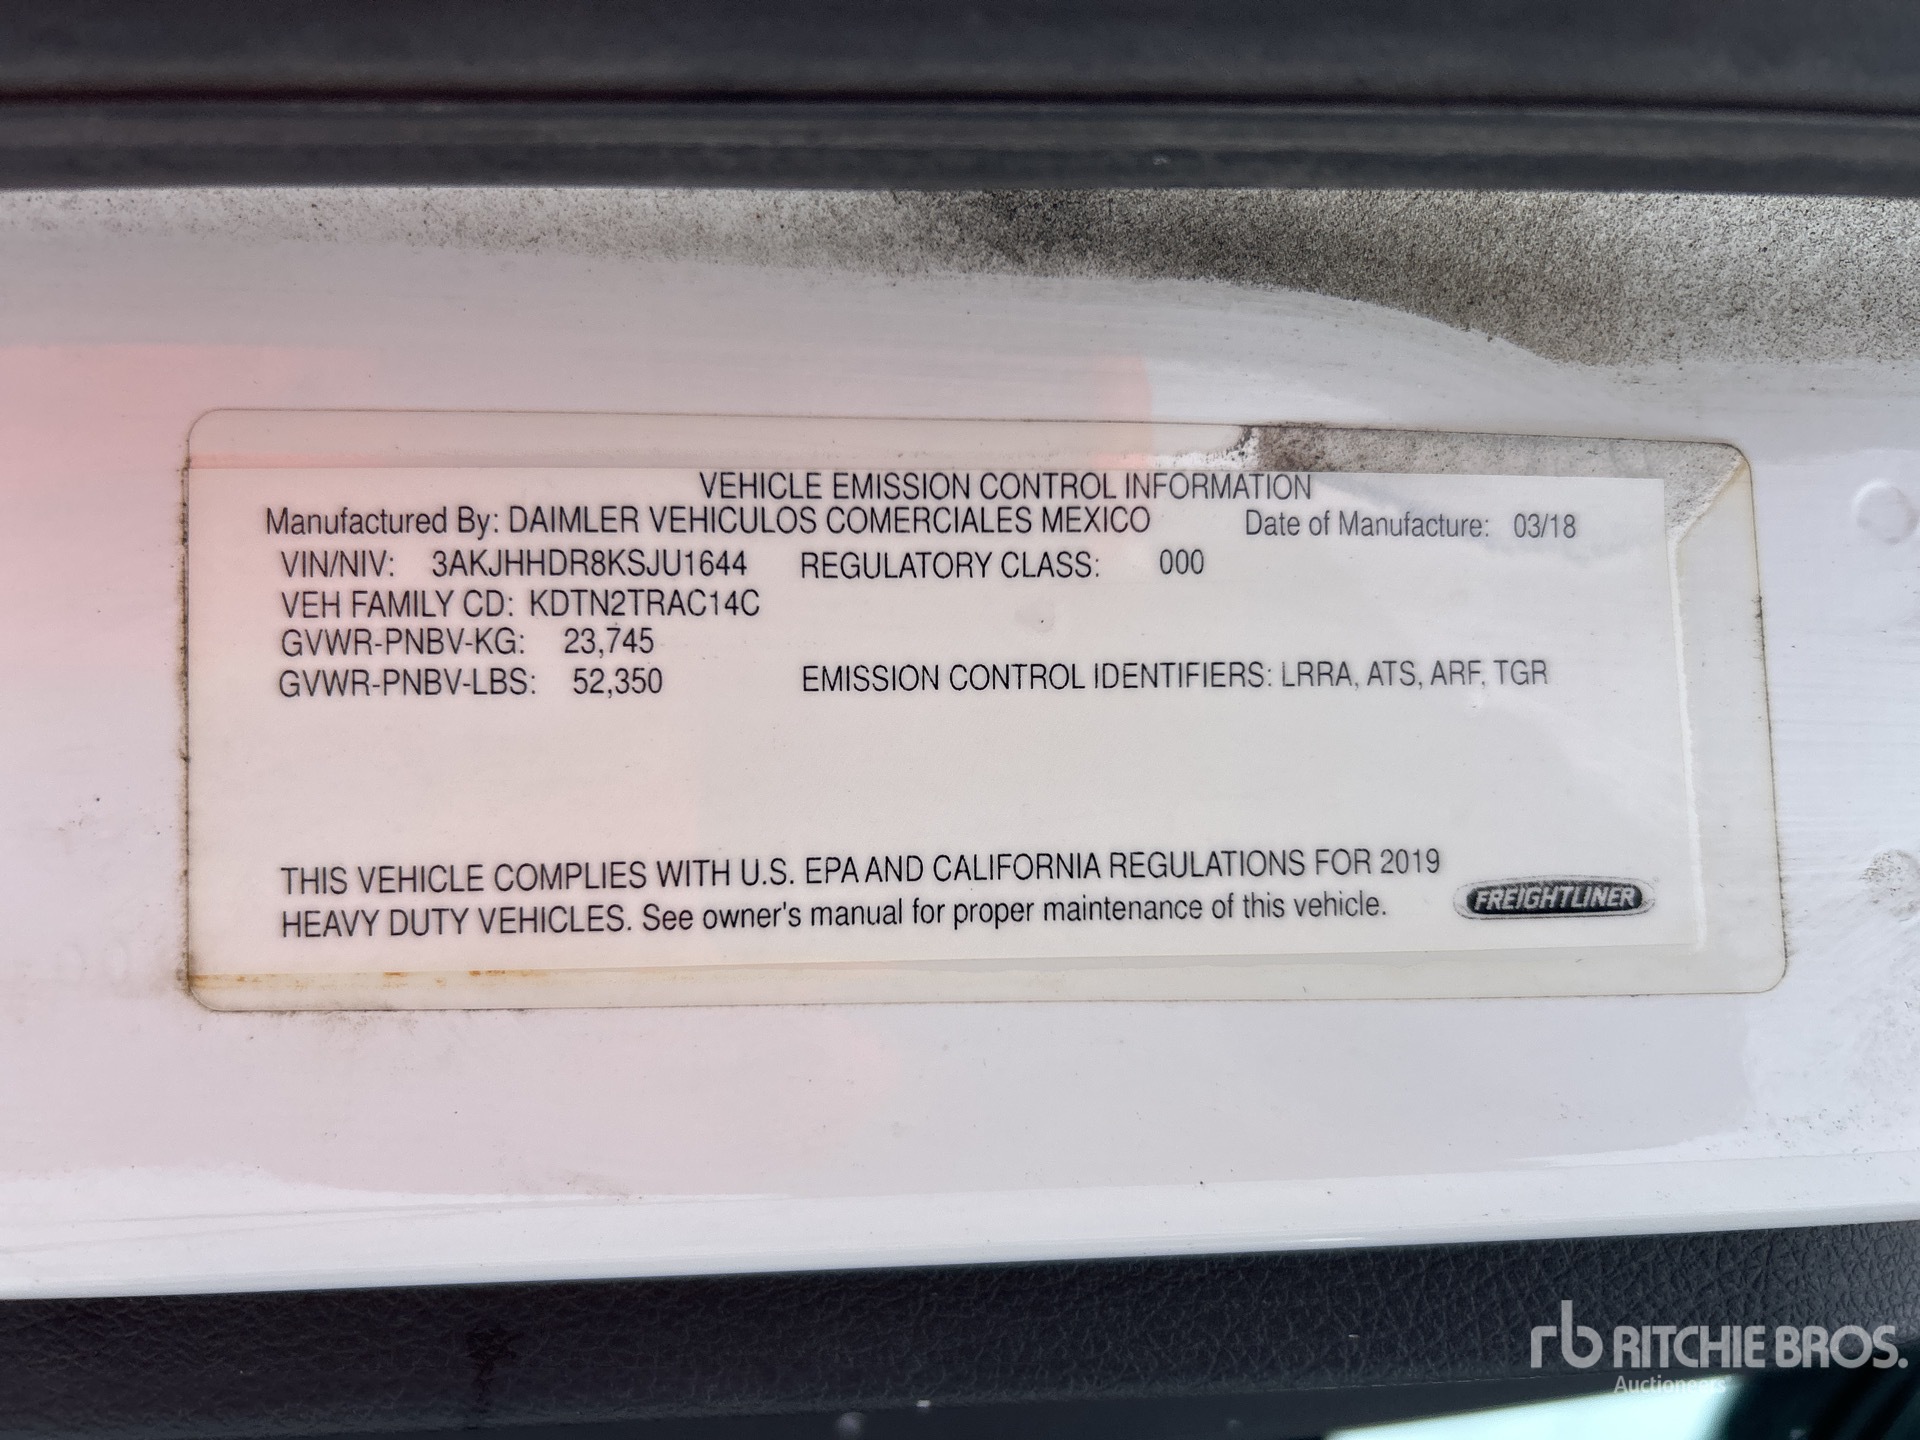 VEHICLE EMISSION CONTROL INFORMATION
Manufactured By: DAIMLER VEHICULOS COMERCIALES MEXICO Date of Manufacture: 03/18
VIN/NIV: 3AKJHHDR8KSJU1644 REGULATORY CLASS: 000
VEH FAMILY CD: KDTN2TRAC14C
GVWR-PNBV-KG: 23,745
GVWR-PNBV-LBS: 52,350 EMISSION CONTROL IDENTIFIERS: LRRA, ATS, ARF, TGR
THIS VEHICLE COMPLIES WITH U.S. EPA AND CALIFORNIA REGULATIONS FOR 2019
HEAVY DUTY VEHICLES. See owner's manual for proper maintenance of this vehicle.
FREIGHTLINER
rb RITCHIE BROS.
Auctioneers